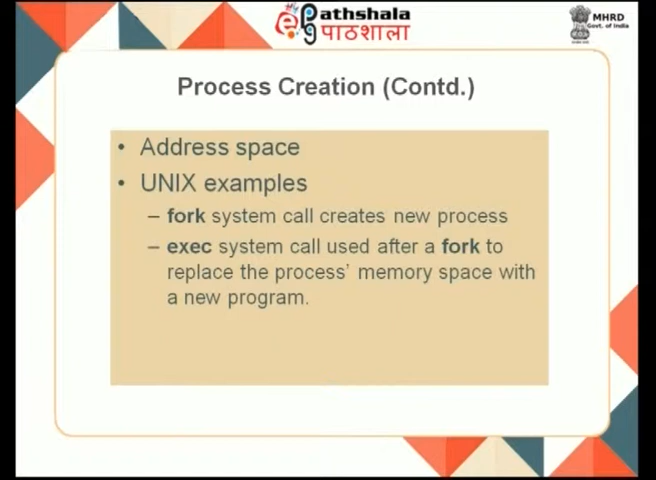 Pathshala
पाठशाला
MHRD
Govt. of India
Process Creation (Contd.)
• Address space
• UNIX examples
– fork system call creates new process
– exec system call used after a fork to
replace the process’ memory space with
a new program.